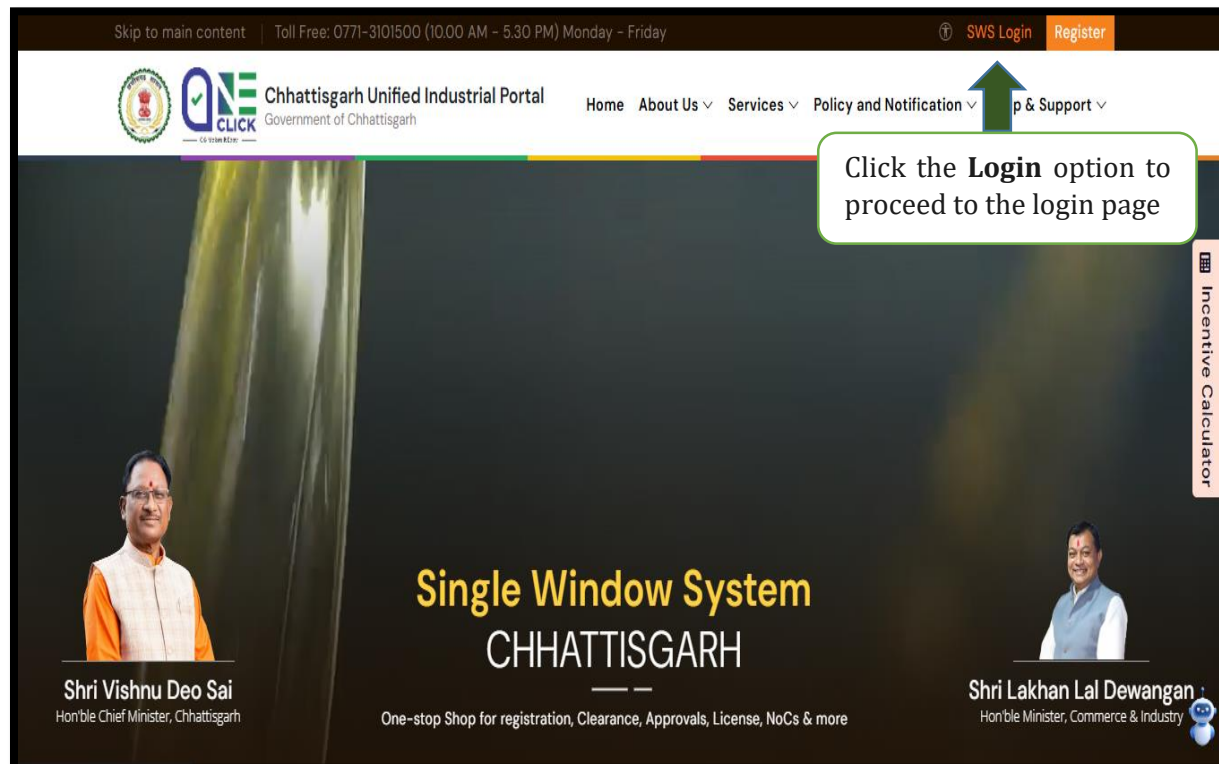 Skip to main content | Toll Free: 0771-3101500 (10.00 AM - 5.30 PM) Monday - Friday SWS Login Register
ONE CLICK
Chhattisgarh Unified Industrial Portal
Government of Chhattisgarh
Home About Us Services Policy and Notification p & Support
Click the Login option to
proceed to the login page
Incentive Calculator
Single Window System
CHHATTISGARH
One-stop Shop for registration, Clearance, Approvals, License, NoCs & more
Shri Vishnu Deo Sai
Hon'ble Chief Minister, Chhattisgarh
Shri Lakhan Lal Dewangan
Hon'ble Minister, Commerce & Industry